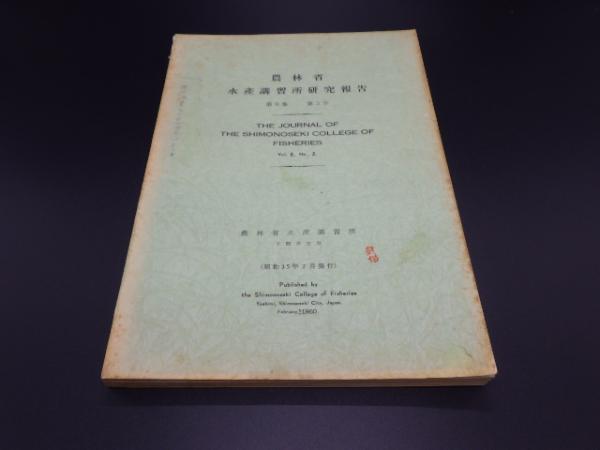 農林省
水産講習所研究報告
THE JOURNAL OF
THE SHIMONOSEKI COLLEGE OF
FISHERIES
農林省水産講習所
(昭和35年2月発行)
Published by
the Shimonoseki College of Fisheries
Yoshimi, Shimonoseki City, Japan.
February, 1960.